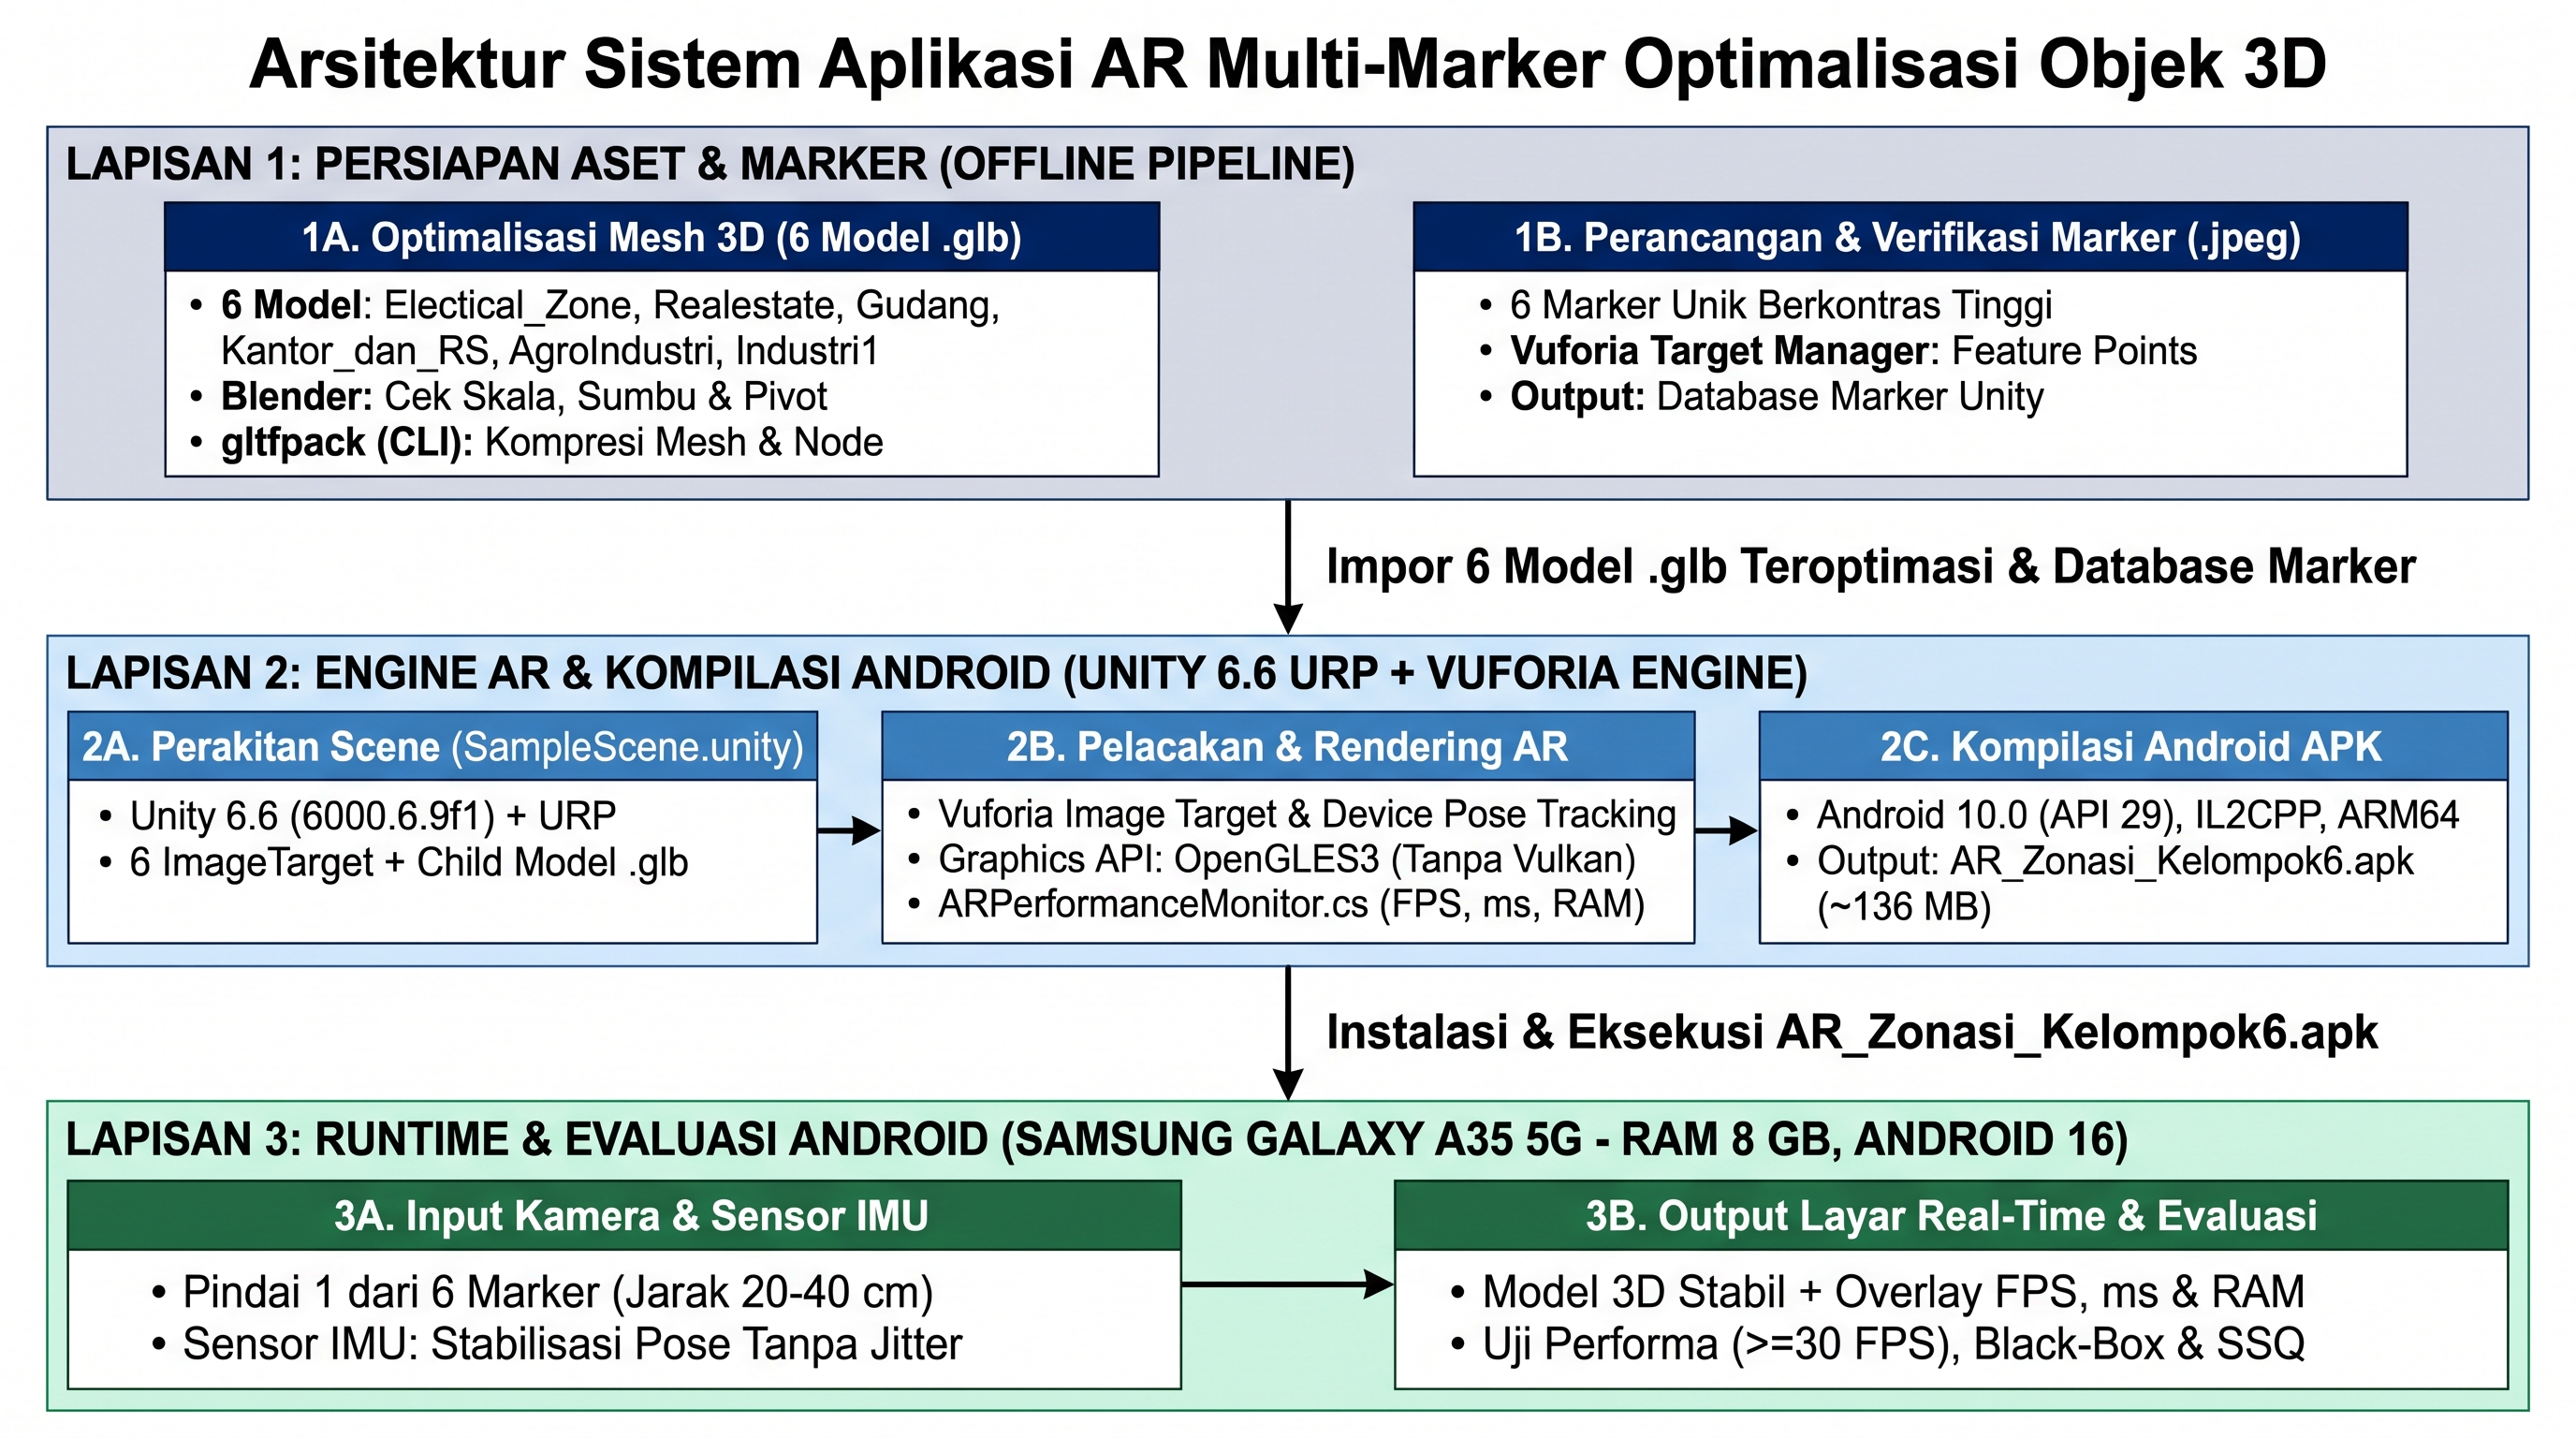 Arsitektur Sistem Aplikasi AR Multi-Marker Optimalisasi Objek 3D
LAPISAN 1: PERSIAPAN ASET & MARKER (OFFLINE PIPELINE)
1A. Optimalisasi Mesh 3D (6 Model .glb)
• 6 Model: Electical_Zone, Realestate, Gudang,
Kantor_dan_RS, AgroIndustri, Industri1
• Blender: Cek Skala, Sumbu & Pivot
• gltfpack (CLI): Kompresi Mesh & Node
1B. Perancangan & Verifikasi Marker (.jpeg)
• 6 Marker Unik Berkontras Tinggi
• Vuforia Target Manager: Feature Points
• Output: Database Marker Unity
Impor 6 Model .glb Teroptimasi & Database Marker
LAPISAN 2: ENGINE AR & KOMPILASI ANDROID (UNITY 6.6 URP + VUFORIA ENGINE)
2A. Perakitan Scene (SampleScene.unity)
• Unity 6.6 (6000.6.9f1) + URP
• 6 ImageTarget + Child Model .glb
2B. Pelacakan & Rendering AR
• Vuforia Image Target & Device Pose Tracking
• Graphics API: OpenGLES3 (Tanpa Vulkan)
• ARPerformanceMonitor.cs (FPS, ms, RAM)
2C. Kompilasi Android APK
• Android 10.0 (API 29), IL2CPP, ARM64
• Output: AR_Zonasi_Kelompok6.apk
(~136 MB)
Instalasi & Eksekusi AR_Zonasi_Kelompok6.apk
LAPISAN 3: RUNTIME & EVALUASI ANDROID (SAMSUNG GALAXY A35 5G - RAM 8 GB, ANDROID 16)
3A. Input Kamera & Sensor IMU
• Pindai 1 dari 6 Marker (Jarak 20-40 cm)
• Sensor IMU: Stabilisasi Pose Tanpa Jitter
3B. Output Layar Real-Time & Evaluasi
• Model 3D Stabil + Overlay FPS, ms & RAM
• Uji Performa (>=30 FPS), Black-Box & SSQ